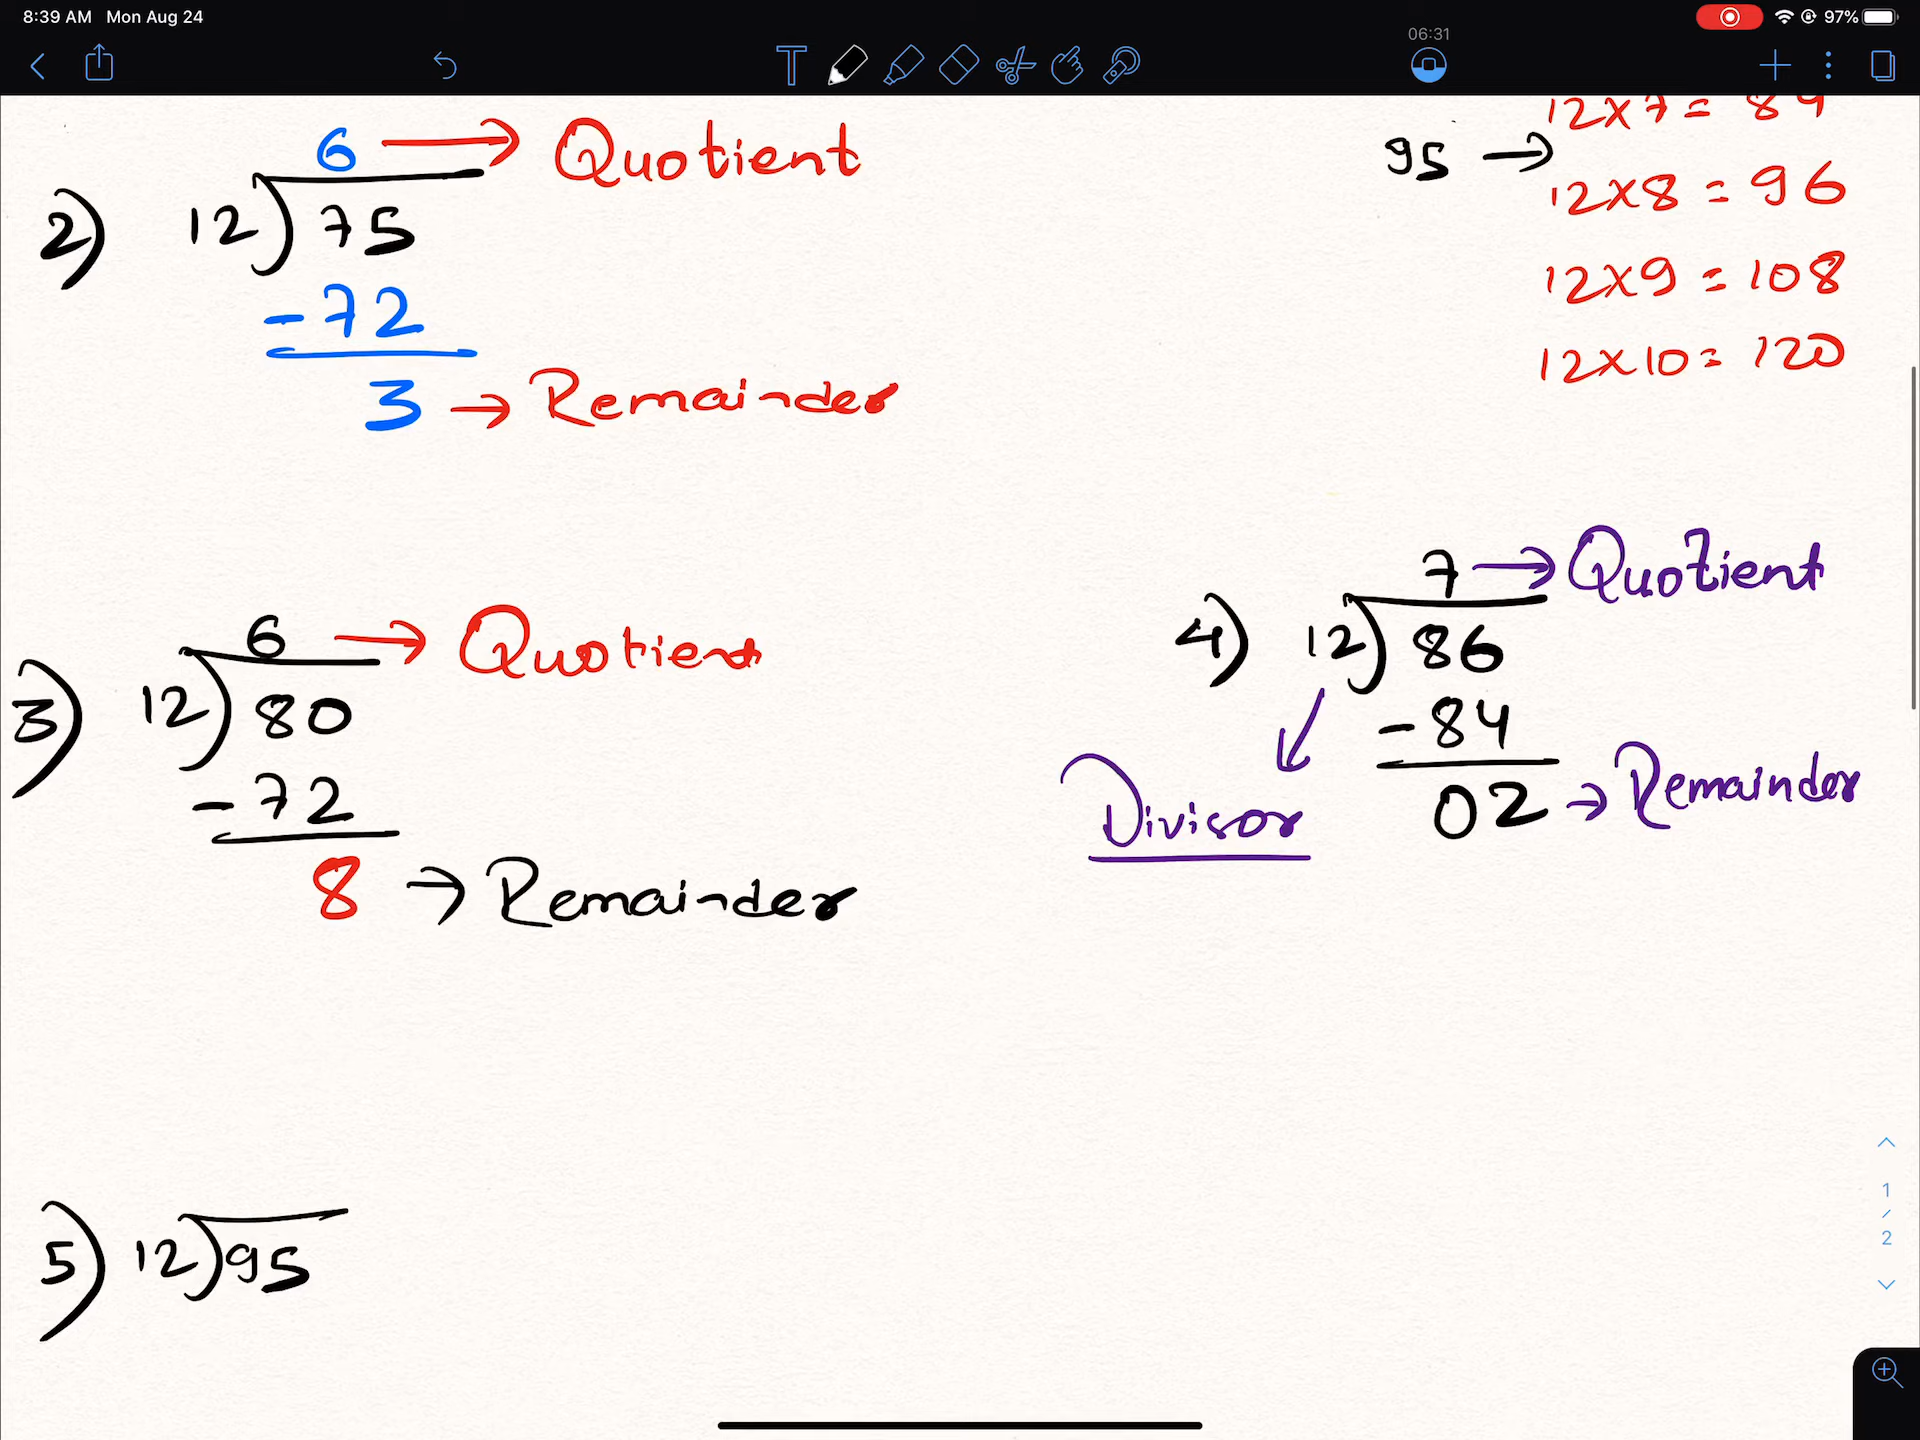 8:39 AM Mon Aug 24
97%
06:31
T
12x7 = 84
95 →
12x8 = 96
12x9 = 108
12x10 = 120
6 → Quotient
2) 12) 75
-72
3 → Remainder
6 → Quotient
3) 12) 80
-72
8 → Remainder
7 → Quotient
4) 12) 86
-84
02 → Remainder
Divisor
5) 12) 95
1
/
2